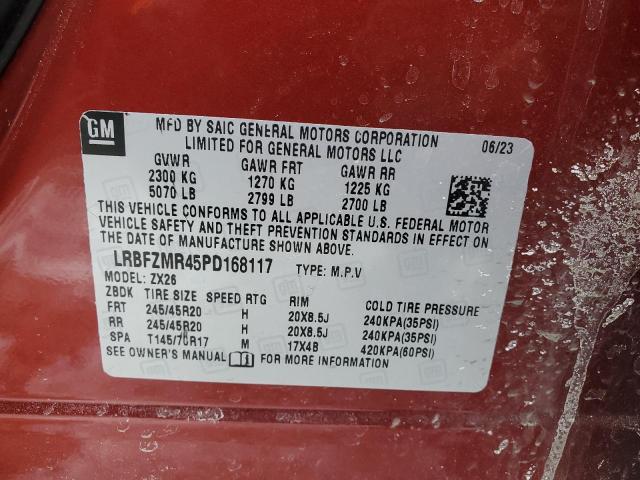 GM
MFD BY SAIC GENERAL MOTORS CORPORATION
LIMITED FOR GENERAL MOTORS LLC
06/23
GVWR GAWR FRT GAWR RR
2300 KG 1270 KG 1225 KG
5070 LB 2799 LB 2700 LB
THIS VEHICLE CONFORMS TO ALL APPLICABLE U.S. FEDERAL MOTOR
VEHICLE SAFETY AND THEFT PREVENTION STANDARDS IN EFFECT
ON THE DATE OF MANUFACTURE SHOWN ABOVE.
LRBFZMR45PD168117 TYPE: M.P.V
MODEL: ZX26
ZBDK TIRE SIZE SPEED RTG RIM COLD TIRE PRESSURE
FRT 245/45R20 H 20X8.5J 240KPA(35PSI)
RR 245/45R20 H 20X8.5J 240KPA(35PSI)
SPA T145/70R17 M 17X4B 420KPA(60PSI)
SEE OWNER'S MANUAL FOR MORE INFORMATION